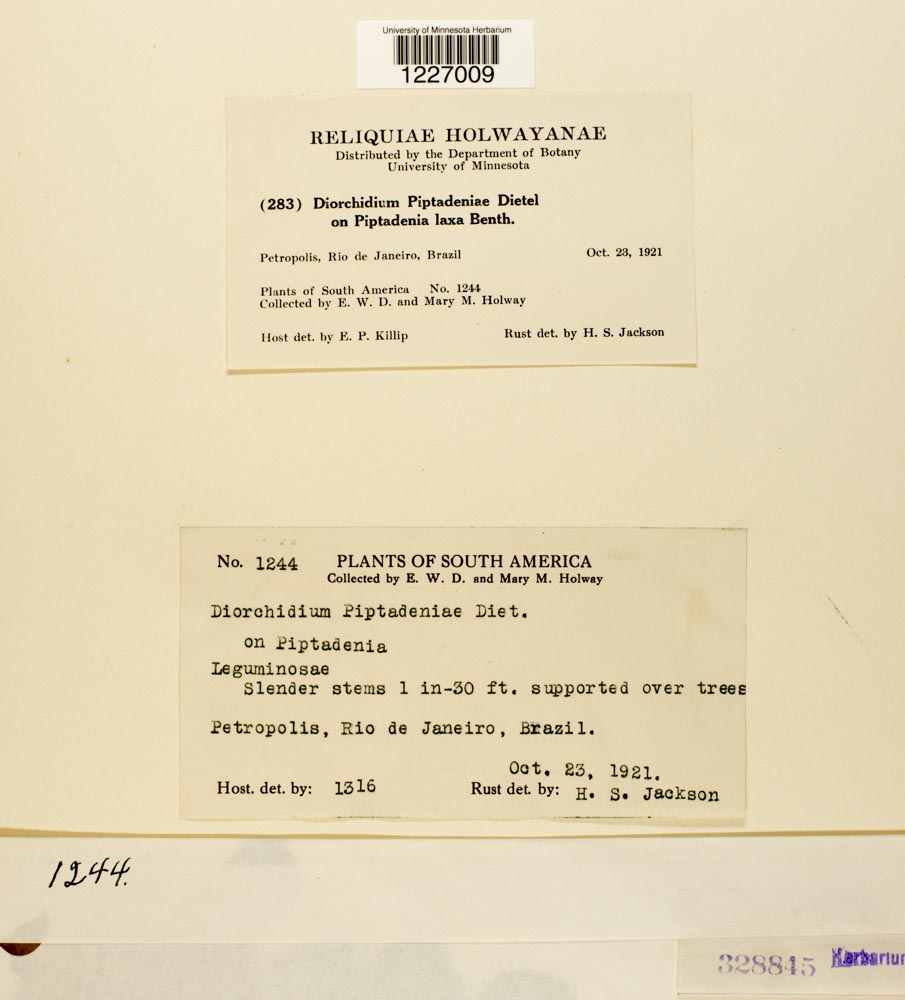 University of Minnesota Herbarium
1227009
RELIQUIAE HOLWAYANAE
Distributed by the Department of Botany
University of Minnesota
(283) Diorchidium Piptadeniae Dietel
on Piptadenia laxa Benth.
Petropolis, Rio de Janeiro, Brazil Oct. 23, 1921
Plants of South America No. 1244
Collected by E. W. D. and Mary M. Holway
Host det. by E. P. Killip Rust det. by H. S. Jackson
No. 1244 PLANTS OF SOUTH AMERICA
Collected by E. W. D. and Mary M. Holway
Diorchidium Piptadeniae Diet.
on Piptadenia
Leguminosae
Slender stems 1 in-30 ft. supported over trees
Petropolis, Rio de Janeiro, Brazil.
Oct. 23, 1921.
Host. det. by: 1316 Rust det. by: H. S. Jackson
1244.
328845